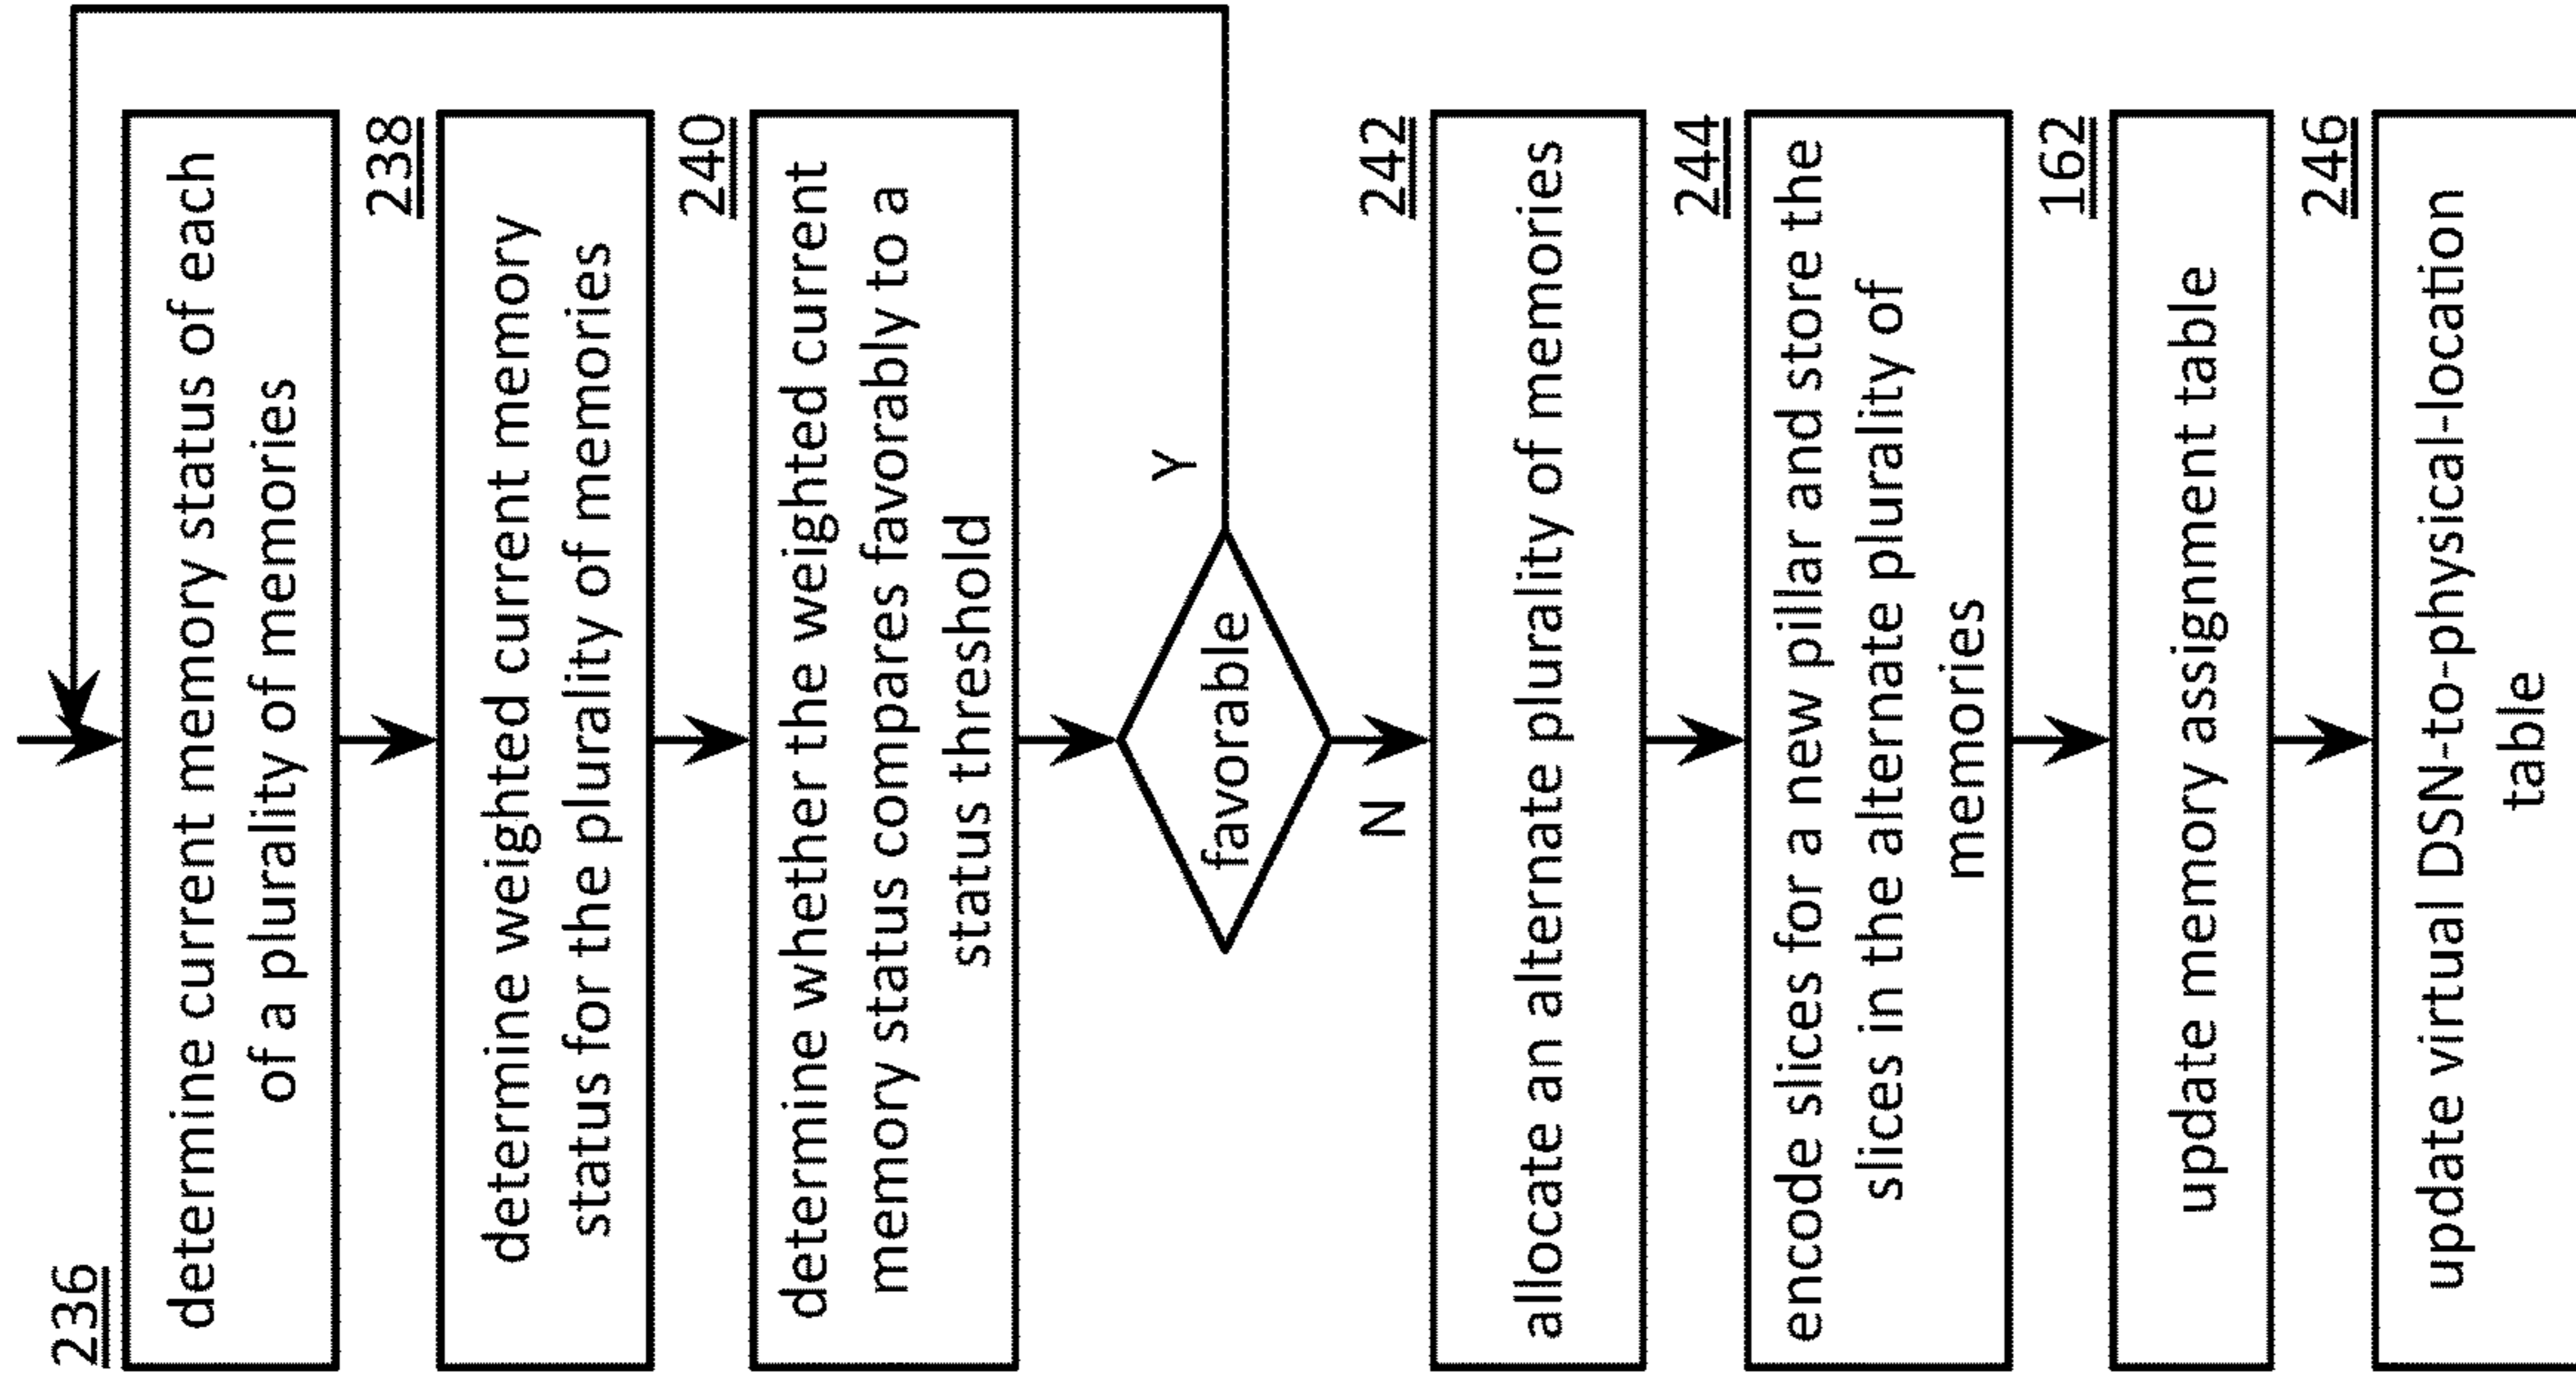 236
determine current memory status of each
of a plurality of memories
238
determine weighted current memory
status for the plurality of memories
240
determine whether the weighted current
memory status compares favorably to a
status threshold
favorable
Y
N
242
allocate an alternate plurality of memories
244
encode slices for a new pillar and store the
slices in the alternate plurality of
memories
162
update memory assignment table
246
update virtual DSN-to-physical-location
table